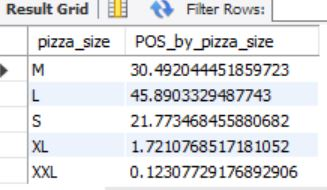 Result Grid Filter Rows:
pizza_size POS_by_pizza_size
M 30.492044451859723
L 45.8903329487743
S 21.773468455880682
XL 1.7210768517181052
XXL 0.12307729176892906